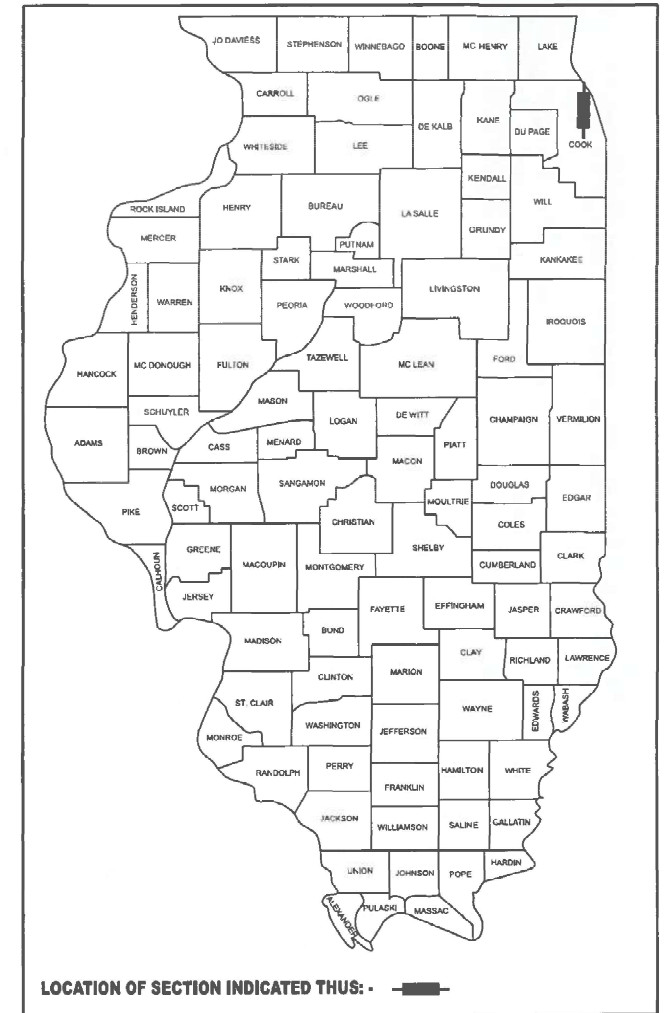 JO DAVIESS STEPHENSON WINNEBAGO BOONE MC HENRY LAKE
CARROLL OGLE DE KALB KANE DU PAGE COOK
WHITESIDE LEE
KENDALL
ROCK ISLAND HENRY BUREAU LA SALLE WILL
MERCER PUTNAM GRUNDY
STARK MARSHALL KANKAKEE
HENDERSON WARREN KNOX PEORIA WOODFORD LIVINGSTON
IROQUOIS
HANCOCK MC DONOUGH FULTON TAZEWELL MC LEAN FORD
MASON
SCHUYLER LOGAN DE WITT CHAMPAIGN VERMILION
ADAMS BROWN CASS MENARD PIATT
MACON
MORGAN SANGAMON DOUGLAS
PIKE SCOTT MOULTRIE EDGAR
CHRISTIAN COLES
GREENE SHELBY
CALHOUN MACOUPIN MONTGOMERY CUMBERLAND CLARK
JERSEY
FAYETTE EFFINGHAM JASPER CRAWFORD
MADISON BUND
CLAY RICHLAND LAWRENCE
CLINTON MARION
ST. CLAIR WAYNE EDWARDS WABASH
MONROE WASHINGTON JEFFERSON
RANDOLPH PERRY HAMILTON WHITE
FRANKLIN
JACKSON WILLIAMSON SALINE GALLATIN
UNION JOHNSON POPE HARDIN
ALEXANDER PULASKI MASSAC
LOCATION OF SECTION INDICATED THUS: -